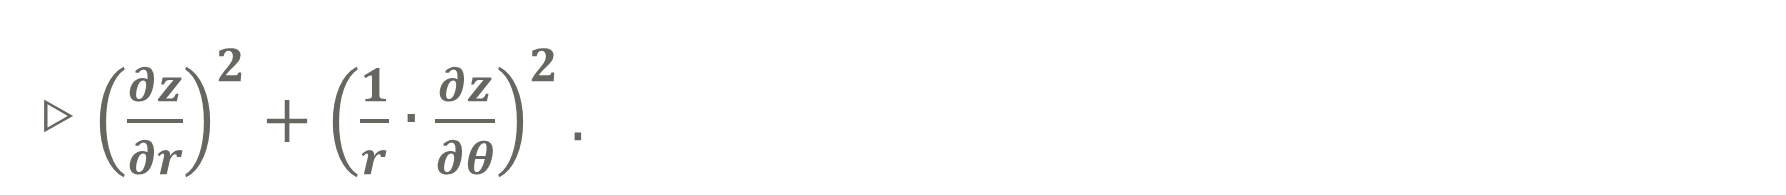 ▷ (∂z/∂r)² + (1/r · ∂z/∂θ)² .